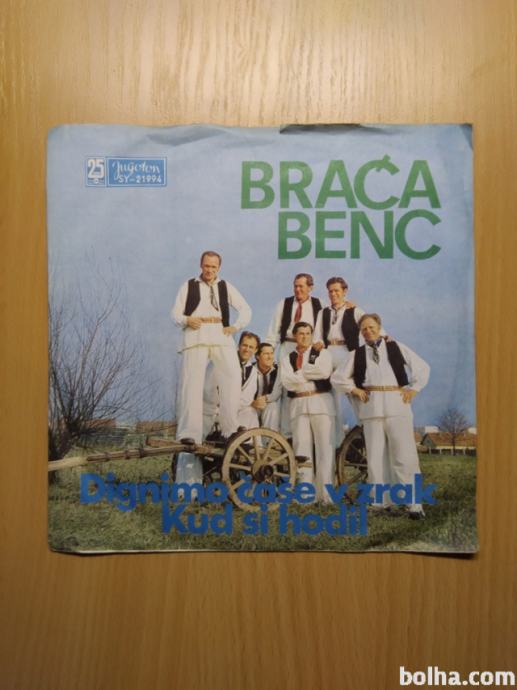 25
Jugoton
SY-21994
BRAĆA
BENC
Dignimo čaše v zrak
Kud si hodil
bolha.com